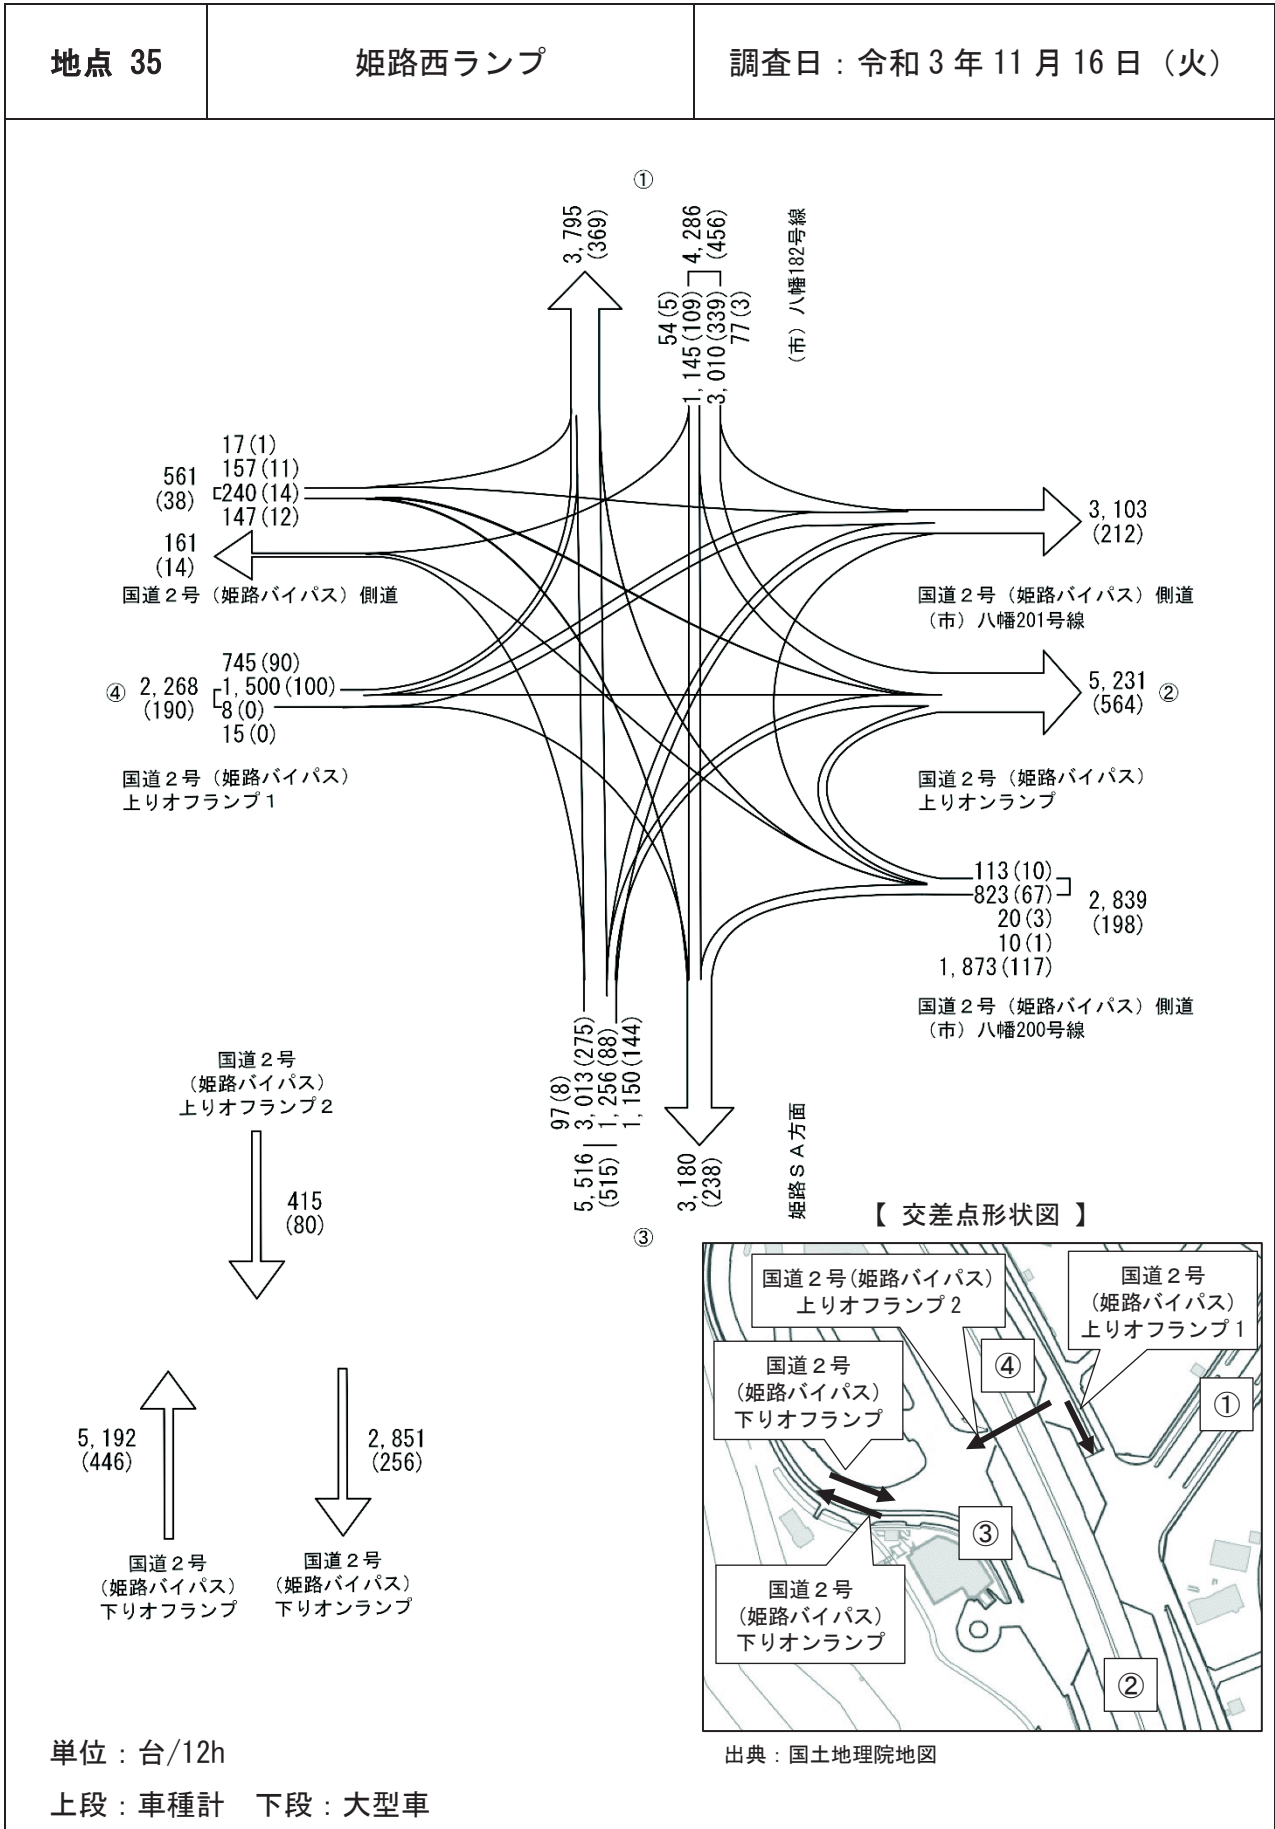 地点 35
姫路西ランプ
調査日：令和3年11月16日（火）
①
3,795
(369)
4,286
(456)
54(5)
1,145(109)
3,010(339)
77(3)
（市）八幡182号線
17(1)
157(11)
240(14)
147(12)
561
(38)
161
(14)
国道２号（姫路バイパス）側道
3,103
(212)
国道２号（姫路バイパス）側道
（市）八幡201号線
745(90)
1,500(100)
8(0)
15(0)
④
2,268
(190)
国道２号（姫路バイパス）
上りオフランプ１
5,231
(564)
②
国道２号（姫路バイパス）
上りオンランプ
113(10)
823(67)
20(3)
10(1)
1,873(117)
2,839
(198)
国道２号（姫路バイパス）側道
（市）八幡200号線
97(8)
3,013(275)
1,256(88)
1,150(144)
5,516
(515)
3,180
(238)
姫路ＳＡ方面
③
国道２号
(姫路バイパス)
上りオフランプ２
415
(80)
5,192
(446)
国道２号
(姫路バイパス)
下りオフランプ
2,851
(256)
国道２号
(姫路バイパス)
下りオンランプ
【 交差点形状図 】
国道２号(姫路バイパス)
上りオフランプ２
国道２号
(姫路バイパス)
上りオフランプ１
国道２号
(姫路バイパス)
下りオフランプ
④
①
③
国道２号
(姫路バイパス)
下りオンランプ
②
出典：国土地理院地図
単位：台/12h
上段：車種計　下段：大型車